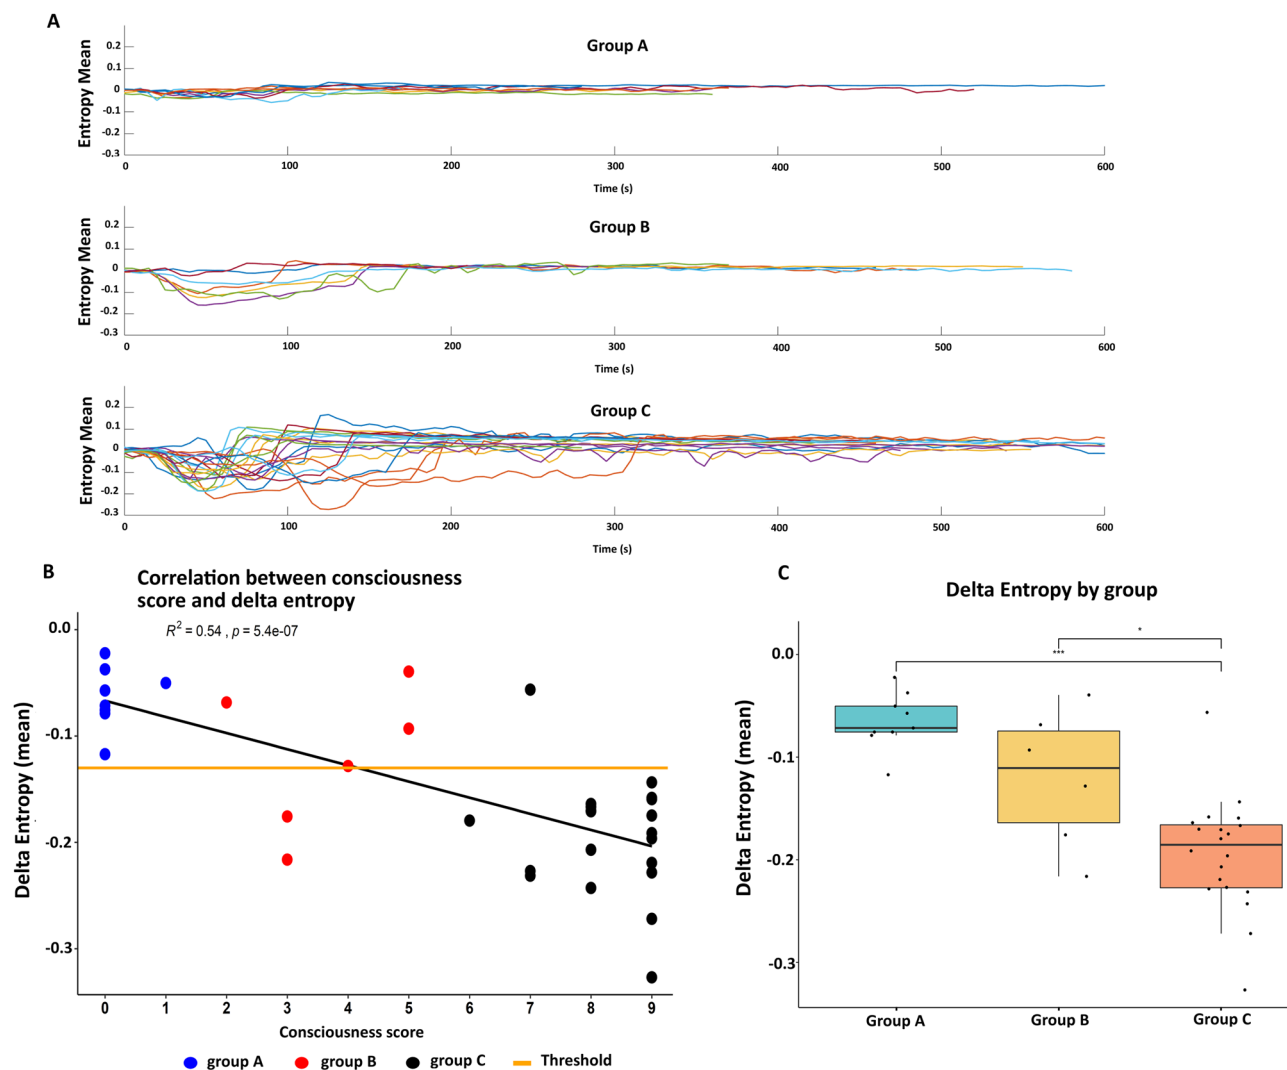 A
Group A
Entropy Mean
0.2
0.1
0
-0.1
-0.2
-0.3
0 100 200 300 400 500 600
Time (s)
Group B
Entropy Mean
0.2
0.1
0
-0.1
-0.2
-0.3
0 100 200 300 400 500 600
Time (s)
Group C
Entropy Mean
0.2
0.1
0
-0.1
-0.2
-0.3
0 100 200 300 400 500 600
Time (s)
B
Correlation between consciousness
score and delta entropy
R² = 0.54 , p = 5.4e-07
Delta Entropy (mean)
0.0
-0.1
-0.2
-0.3
0 1 2 3 4 5 6 7 8 9
Consciousness score
group A group B group C Threshold
C
Delta Entropy by group
*
***
Delta Entropy (mean)
0.0
-0.1
-0.2
-0.3
Group A Group B Group C